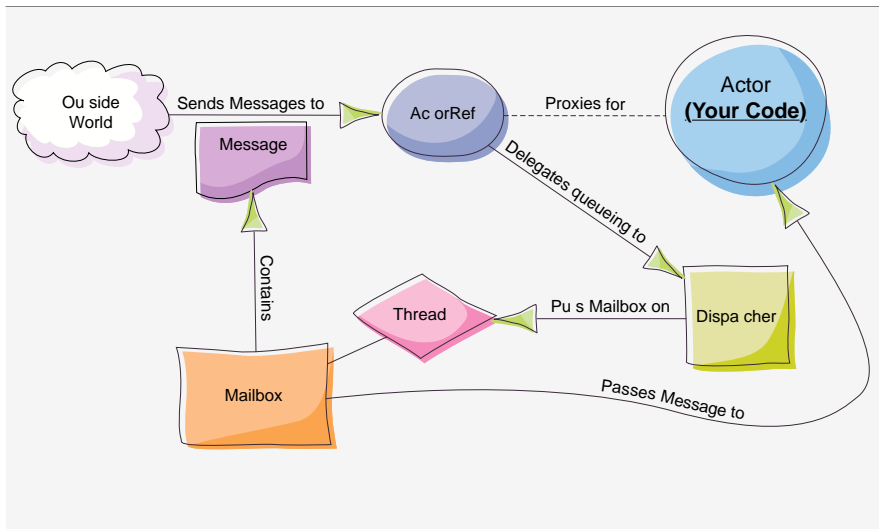 Ou side
World
Sends Messages to
Ac orRef
Proxies for
Actor
(Your Code)
Message
Delegates queueing to
Contains
Thread
Pu s Mailbox on
Dispa cher
Mailbox
Passes Message to